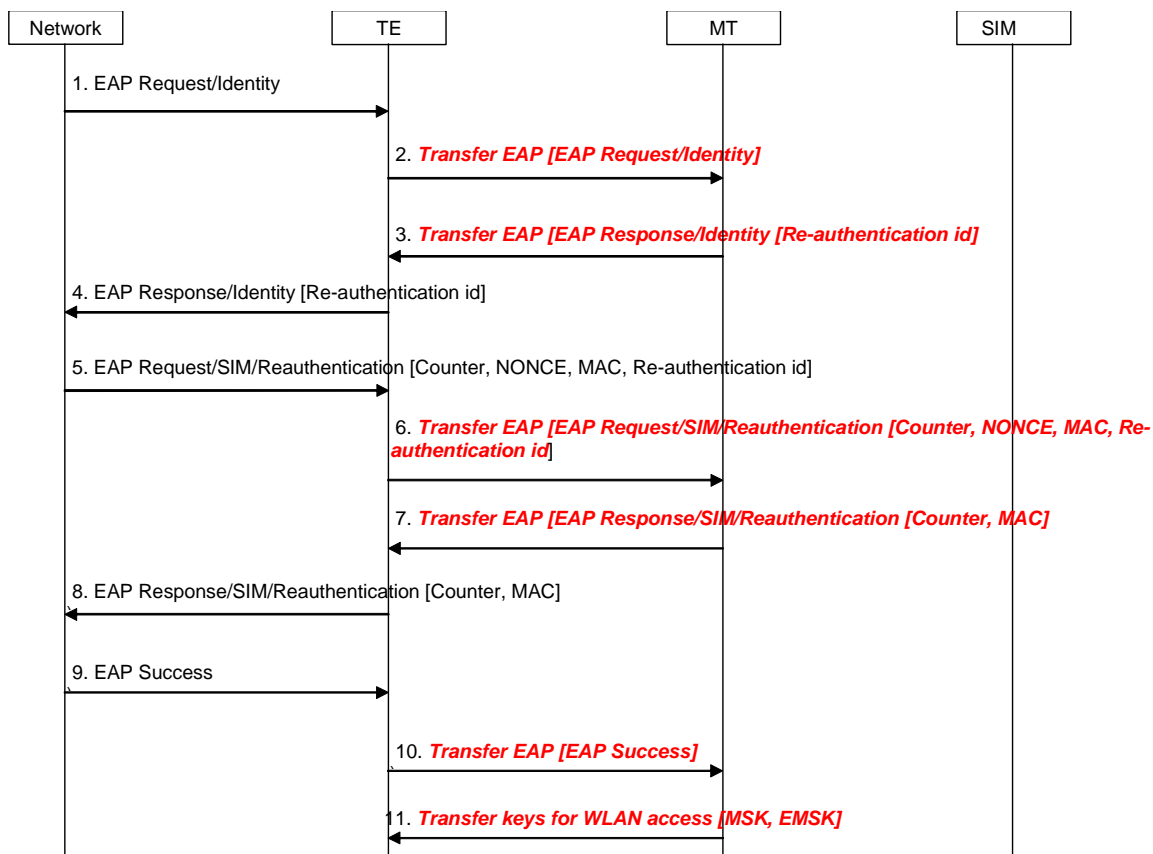 Network
TE
MT
SIM
1. EAP Request/Identity
2. Transfer EAP [EAP Request/Identity]
3. Transfer EAP [EAP Response/Identity [Re-authentication id]
4. EAP Response/Identity [Re-authentication id]
5. EAP Request/SIM/Reauthentication [Counter, NONCE, MAC, Re-authentication id]
6. Transfer EAP [EAP Request/SIM/Reauthentication [Counter, NONCE, MAC, Re-
authentication id]
7. Transfer EAP [EAP Response/SIM/Reauthentication [Counter, MAC]
8. EAP Response/SIM/Reauthentication [Counter, MAC]
9. EAP Success
10. Transfer EAP [EAP Success]
11. Transfer keys for WLAN access [MSK, EMSK]